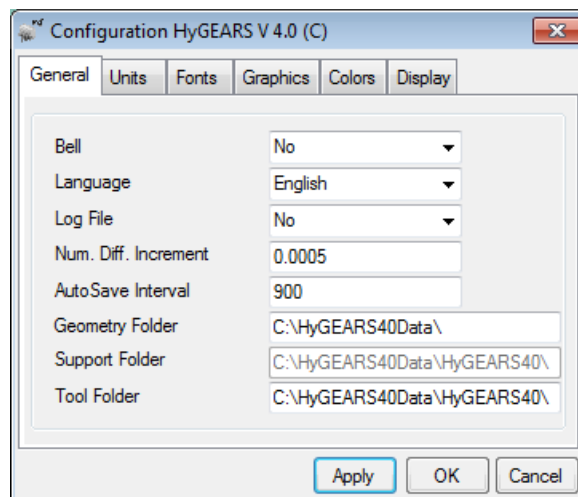 Configuration HyGEARS V 4.0 (C)
General Units Fonts Graphics Colors Display
Bell No
Language English
Log File No
Num. Diff. Increment 0.0005
AutoSave Interval 900
Geometry Folder C:\HyGEARS40Data\
Support Folder C:\HyGEARS40Data\HyGEARS40\
Tool Folder C:\HyGEARS40Data\HyGEARS40\
Apply OK Cancel